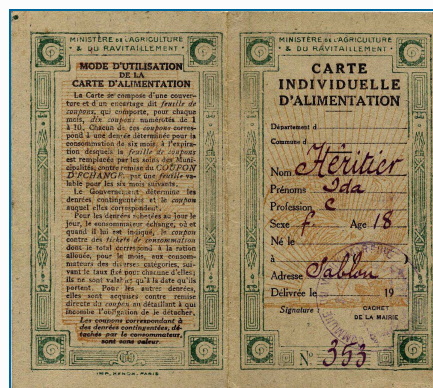 MINISTÈRE DE L'AGRICULTURE
& DU RAVITAILLEMENT
MODE D'UTILISATION
DE LA
CARTE D'ALIMENTATION
La Carte se compose d'une couver-
ture et d'un encartage dit feuille de
coupons, qui comporte, pour chaque
mois, dix coupons numérotés de 1
à 10. Chacun de ces coupons corres-
pond à une denrée déterminée pour la
consommation de six mois, à l'expira-
tion desquels la feuille de coupons
est remplacée par les soins des Muni-
cipalités, contre remise du COUPON
D'ÉCHANGE, par une feuille va-
lable pour les six mois suivants.
Le Gouvernement détermine les
denrées contingentées et le coupon
auquel elles correspondent.
Pour les denrées achetées au jour le
jour, le consommateur échange, où et
quand il lui est indiqué, le coupon
contre des tickets de consommation
dont le total correspond à la ration
allouée, pour le mois, aux consom-
mateurs des diverses catégories, sui-
vant le taux fixé pour chacune d'elles;
ils ne sont valables qu'à la date qu'ils
portent. Pour les autres denrées,
elles sont acquises contre remise
directe du coupon au détaillant à qui
incombe l'obligation de le détacher.
Les coupons correspondant à
des denrées contingentées, dé-
tachés par le consommateur,
sont sans valeur.
MINISTÈRE DE L'AGRICULTURE
& DU RAVITAILLEMENT
CARTE
INDIVIDUELLE
D'ALIMENTATION
Département d
Commune d
Nom Héritier
Prénoms Ida
Profession C
Sexe f. Age 18
Né le
à
Adresse Sablon
Délivrée le 19
Signature : CACHET
DE LA MAIRIE
N° 353